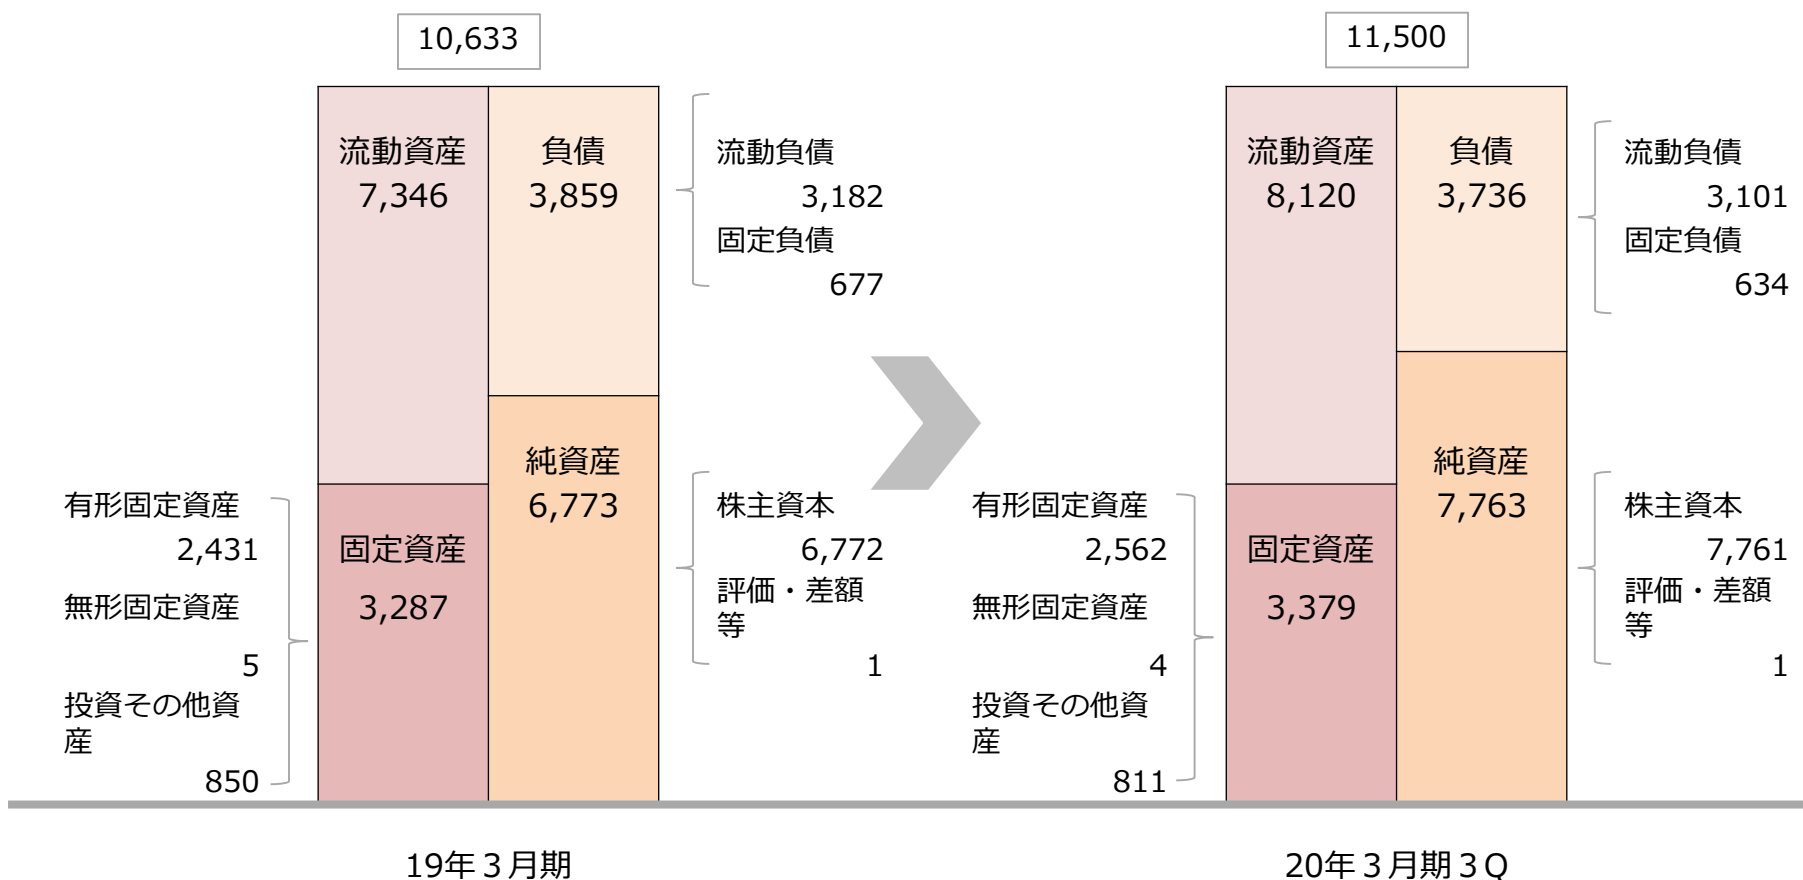 10,633
流動資産
7,346
負債
3,859
流動負債
3,182
固定負債
677
純資産
6,773
固定資産
3,287
有形固定資産
2,431
無形固定資産
5
投資その他資
産
850
株主資本
6,772
評価・差額
等
1
19年３月期
11,500
流動資産
8,120
負債
3,736
流動負債
3,101
固定負債
634
純資産
7,763
固定資産
3,379
有形固定資産
2,562
無形固定資産
4
投資その他資
産
811
株主資本
7,761
評価・差額
等
1
20年３月期３Q